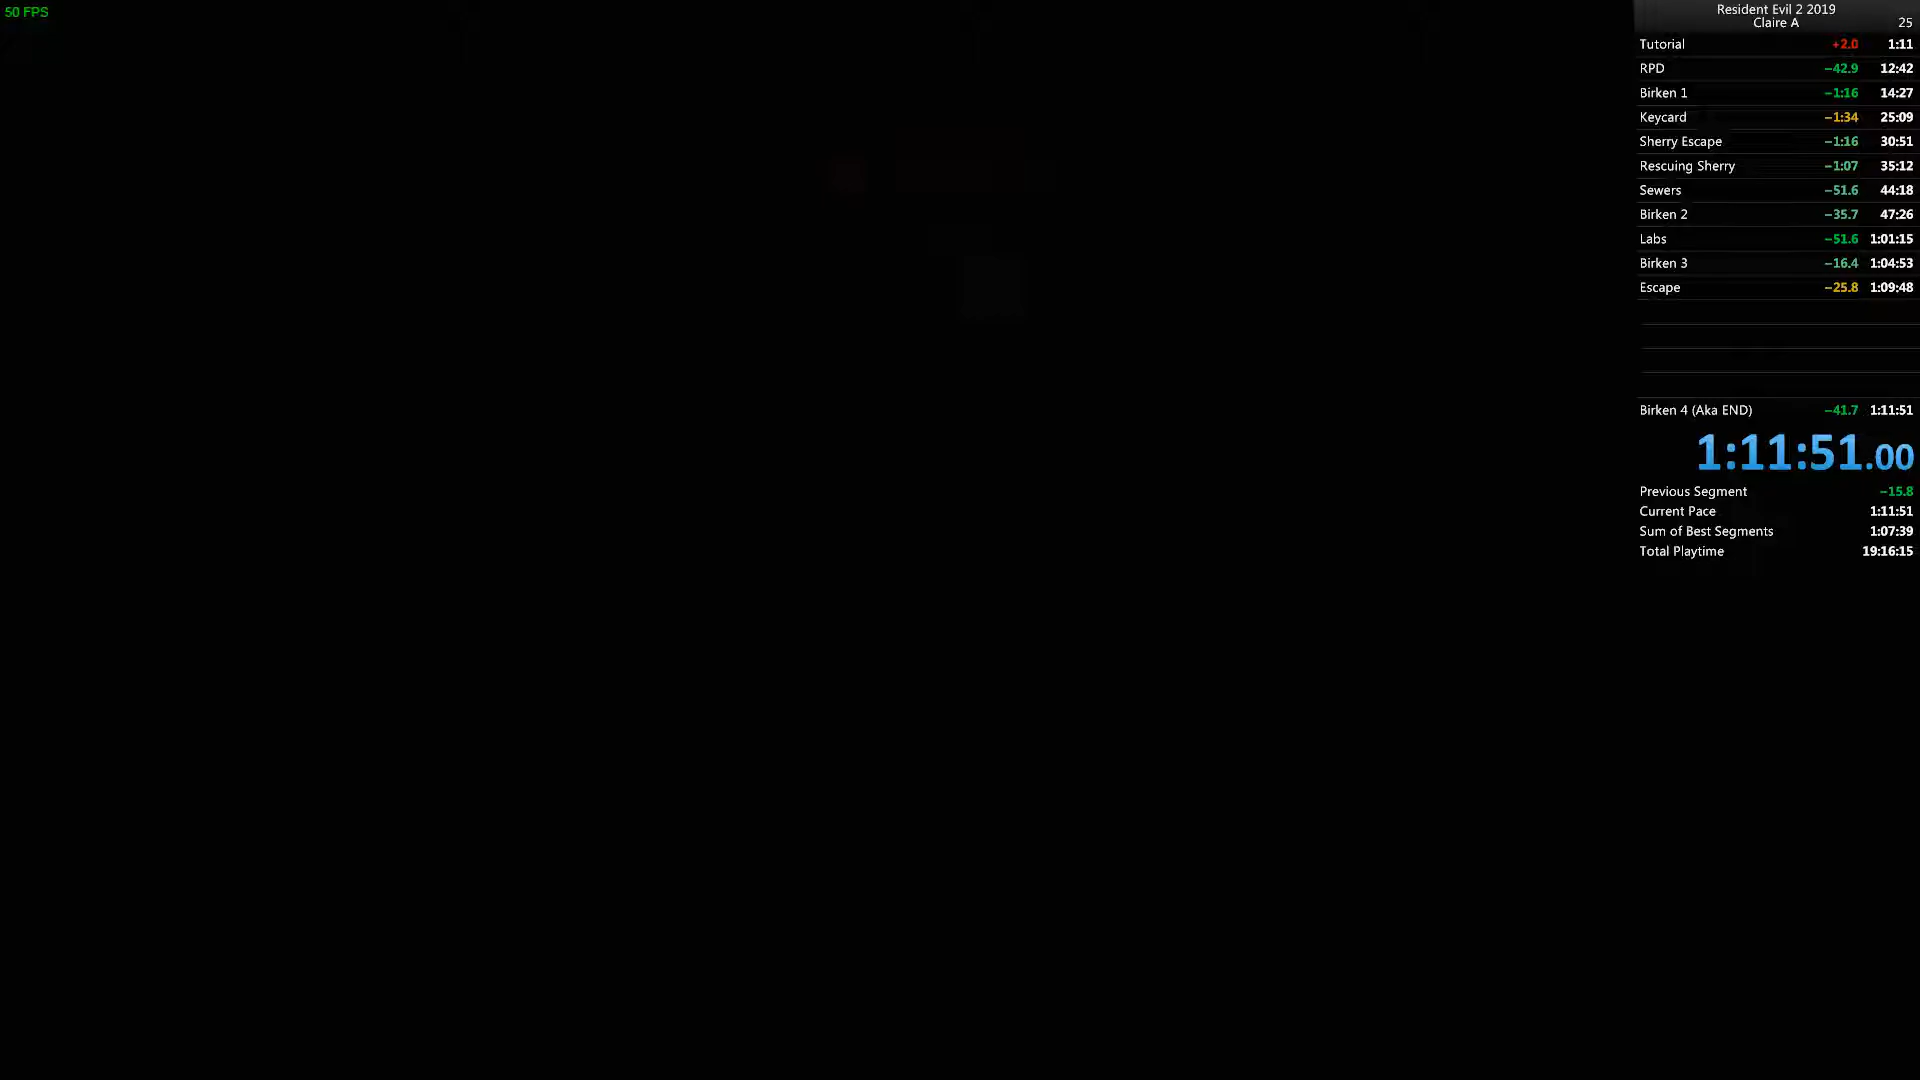 50 FPS
Resident Evil 2 2019
Claire A 25
Tutorial +2.0 1:11
RPD −42.9 12:42
Birken 1 −1:16 14:27
Keycard −1:34 25:09
Sherry Escape −1:16 30:51
Rescuing Sherry −1:07 35:12
Sewers −51.6 44:18
Birken 2 −35.7 47:26
Labs −51.6 1:01:15
Birken 3 −16.4 1:04:53
Escape −25.8 1:09:48
Birken 4 (Aka END) −41.7 1:11:51
1:11:51.00
Previous Segment −15.8
Current Pace 1:11:51
Sum of Best Segments 1:07:39
Total Playtime 19:16:15